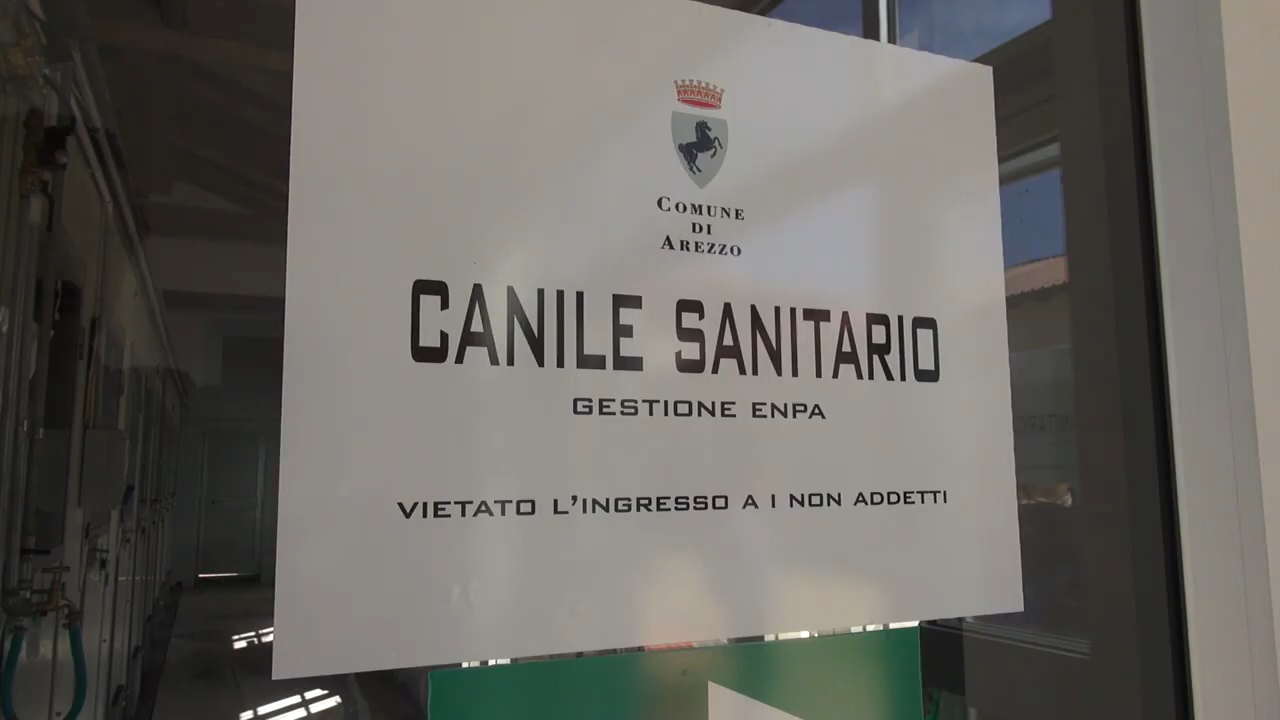 COMUNE
DI
AREZZO
CANILE SANITARIO
GESTIONE ENPA
VIETATO L'INGRESSO A I NON ADDETTI